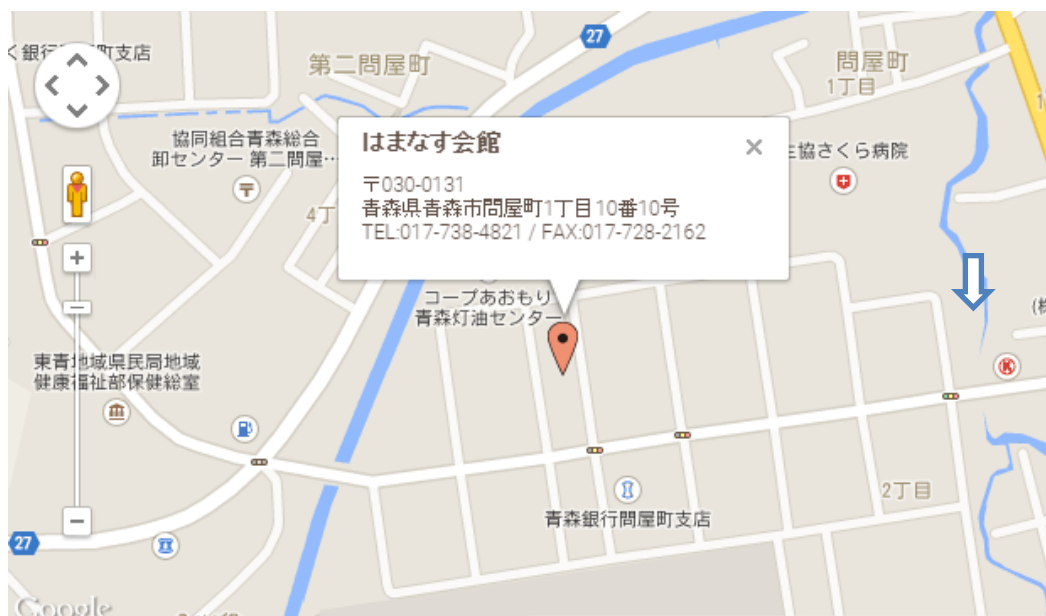 く銀行
町支店
第二問屋町
27
問屋町
1丁目
協同組合青森総合
卸センター 第二問屋…
はまなす会館
〒030-0131
青森県青森市問屋町1丁目10番10号
TEL:017-738-4821 / FAX:017-728-2162
生協さくら病院
4丁
コープあおもり
青森灯油センター
(株
東青地域県民局地域
健康福祉部保健総室
2丁目
青森銀行問屋町支店
27
Google